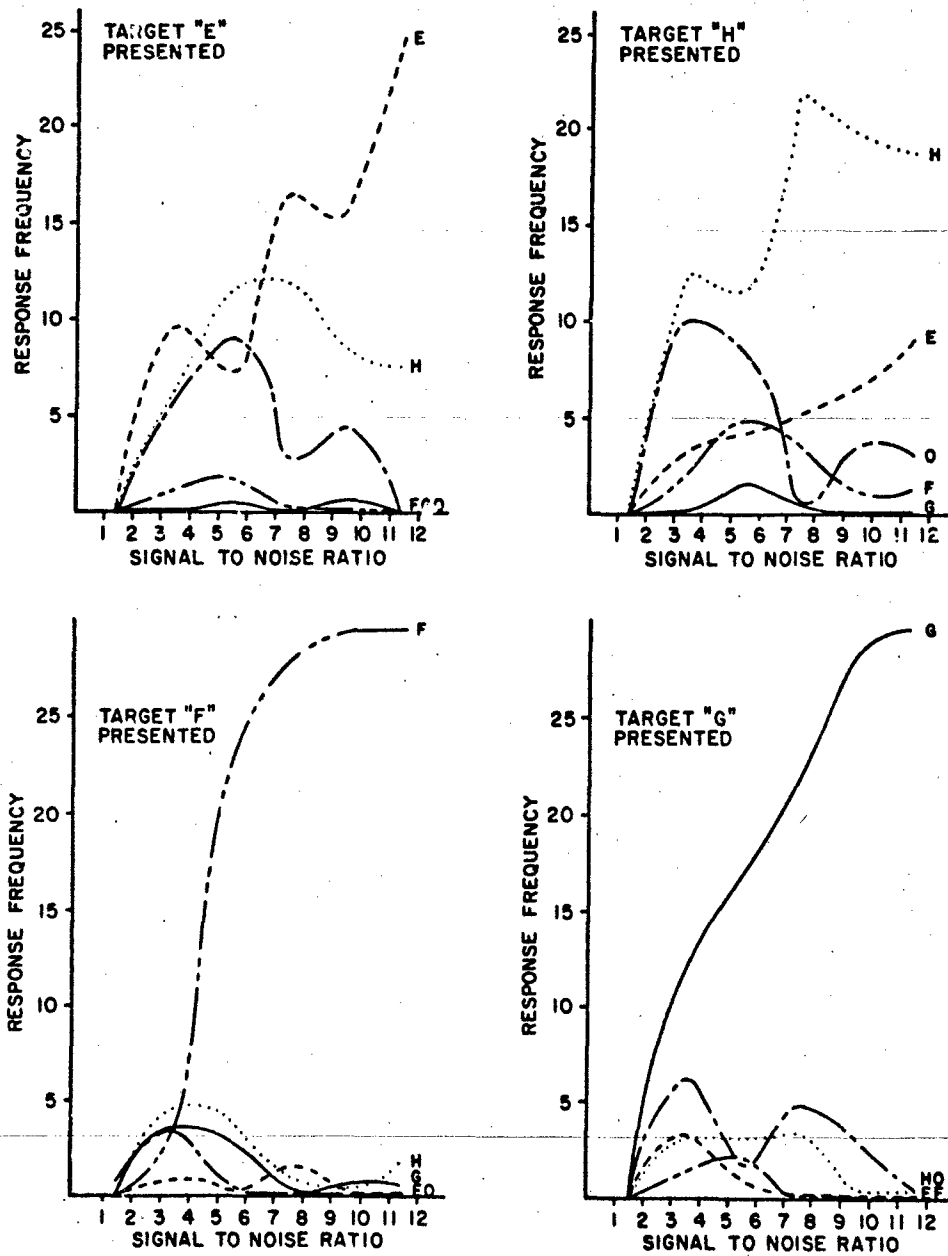 TARGET "E"
PRESENTED
RESPONSE FREQUENCY
25
20
15
10
5
E
H
1 2 3 4 5 6 7 8 9 10 11 12
SIGNAL TO NOISE RATIO
TARGET "H"
PRESENTED
RESPONSE FREQUENCY
25
20
15
10
5
H
E
O
F
G
1 2 3 4 5 6 7 8 9 10 11 12
SIGNAL TO NOISE RATIO
TARGET "F"
PRESENTED
RESPONSE FREQUENCY
25
20
15
10
5
F
H
G
EO
1 2 3 4 5 6 7 8 9 10 11 12
SIGNAL TO NOISE RATIO
TARGET "G"
PRESENTED
RESPONSE FREQUENCY
25
20
15
10
5
G
HO
EF
1 2 3 4 5 6 7 8 9 10 11 12
SIGNAL TO NOISE RATIO